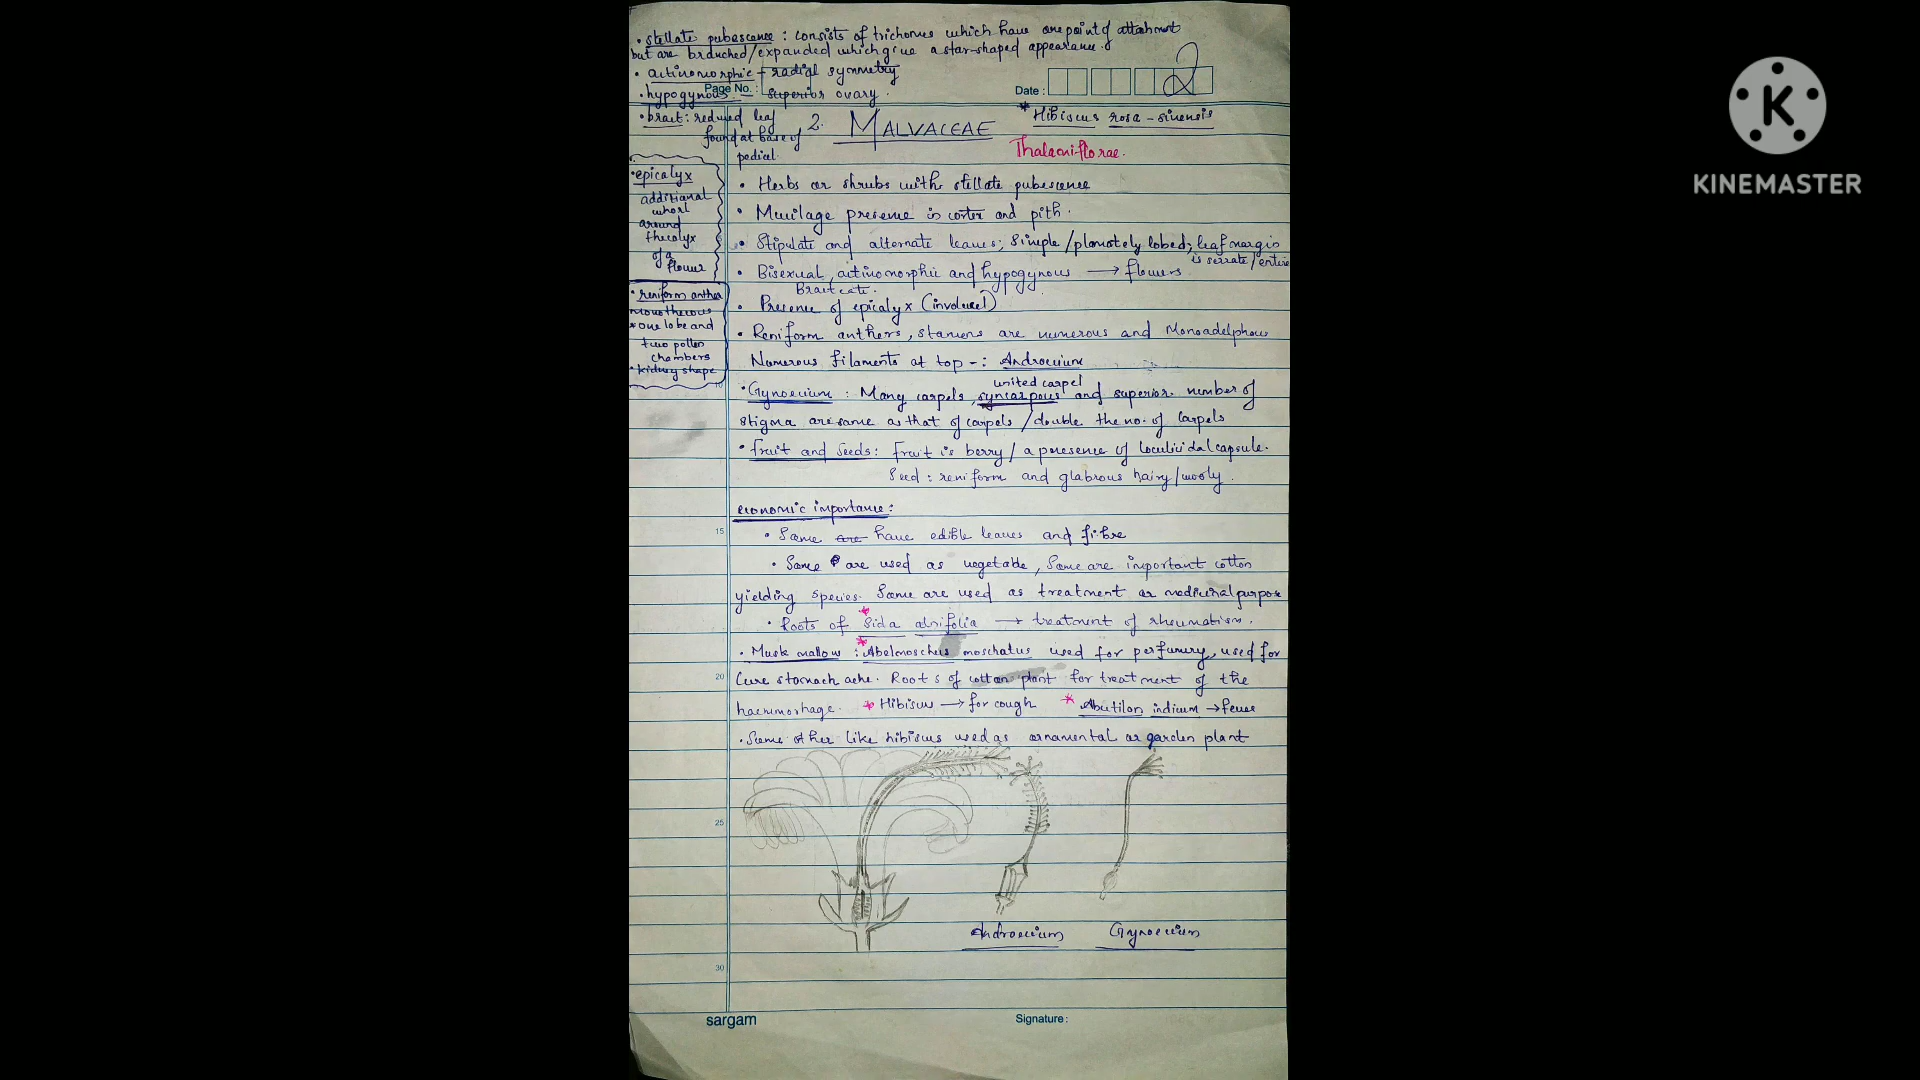 • stellate pubescence : consists of trichomes which have one point of attachment
but are branched/expanded which give a star-shaped appearance.
• actinomorphic - radial symmetry
Page No. :
Date :
2
• hypogynous : superior ovary.
• bract : reduced leaf
found at base of
pedicel.
2. MALVACEAE
* Hibiscus rosa-sinensis
Thalamiflorae.
• epicalyx
additional
whorl
around
the calyx
of a
flower
• reniform anther
monothecous
* one lobe and
two pollen
chambers
• kidney shape
• Herbs or shrubs with stellate pubescence
• Mucilage presence in cortex and pith.
• Stipulate and alternate leaves; simple/plamately lobed; leaf margin
is serrate/entire
• Bisexual, actinomorphic and hypogynous → flowers.
Bracteate.
• Presence of epicalyx (involucel)
• Reniform anthers, stamens are numerous and Monoadelphous
Numerous filaments at top -: Androecium
united carpel
• Gynoecium : Many carpels, syncarpous and superior number of
stigma are same as that of carpels / double the no. of carpels
• fruit and seeds: fruit is berry / a presence of loculicidal capsule.
Seed : reniform and glabrous hairy/wooly.
economic importance :
15
• Some are have edible leaves and fibre
• Some are used as vegetable, Some are important cotton
yielding species. Some are used as treatment or medicinal purpose
• Roots of * Sida alnifolia → treatment of rheumatism.
• Musk mallow : * Abelmoschus moschatus used for perfumery, used for
20
Cure stomach ache. Roots of cotton plant for treatment of the
haemmorhage. * Hibiscus → for cough * Abutilon indicum → fever
• Some other like hibiscus used as ornamental or garden plant
25
Androecium
Gynoecium
30
sargam
Signature :
K
KINEMASTER